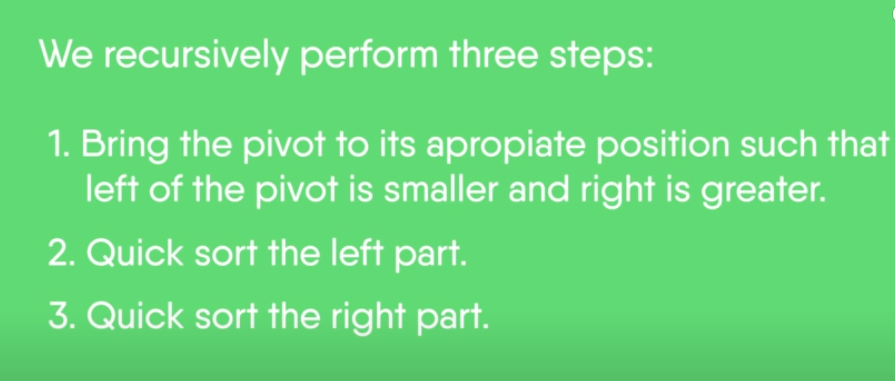 We recursively perform three steps:
1. Bring the pivot to its apropiate position such that
left of the pivot is smaller and right is greater.
2. Quick sort the left part.
3. Quick sort the right part.